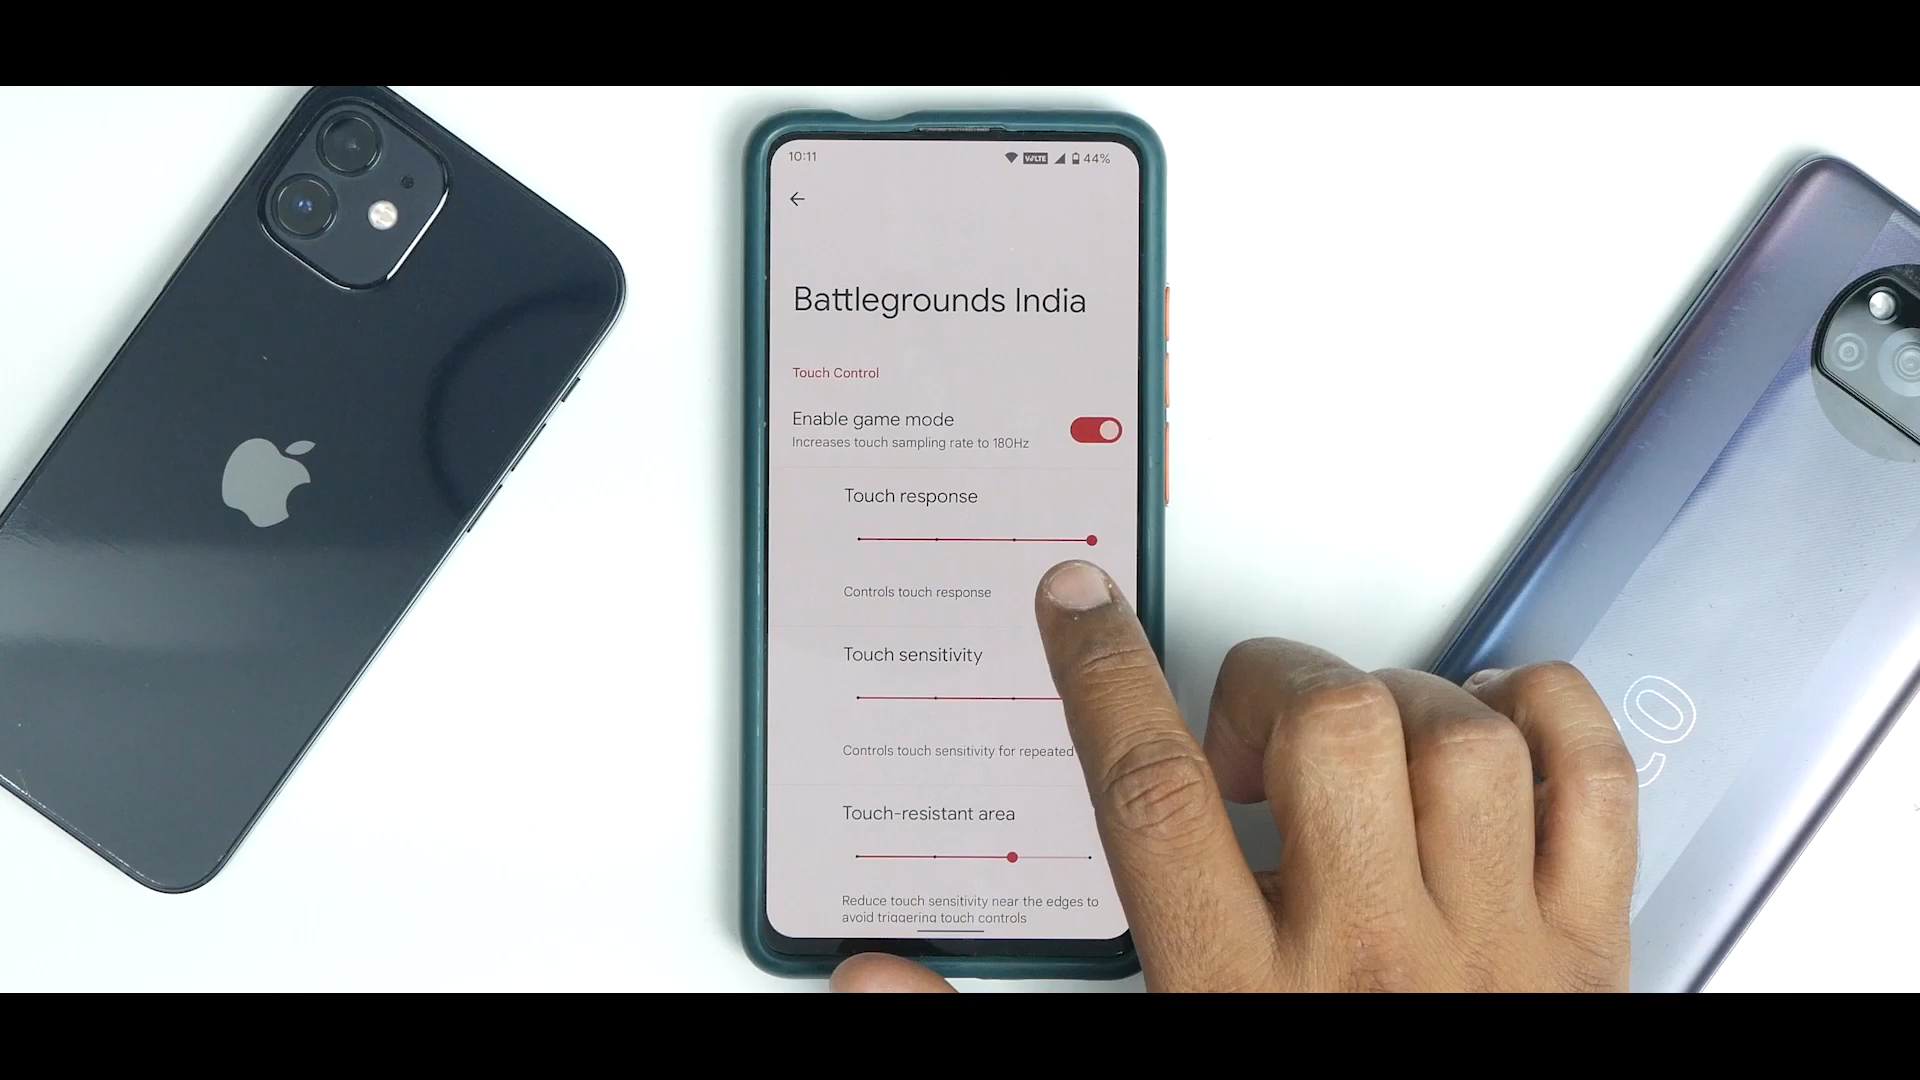 10:11
VoLTE
44%
Battlegrounds India
Touch Control
Enable game mode
Increases touch sampling rate to 180Hz
Touch response
Controls touch response
Touch sensitivity
Controls touch sensitivity for repeated
Touch-resistant area
Reduce touch sensitivity near the edges to
avoid triggering touch controls